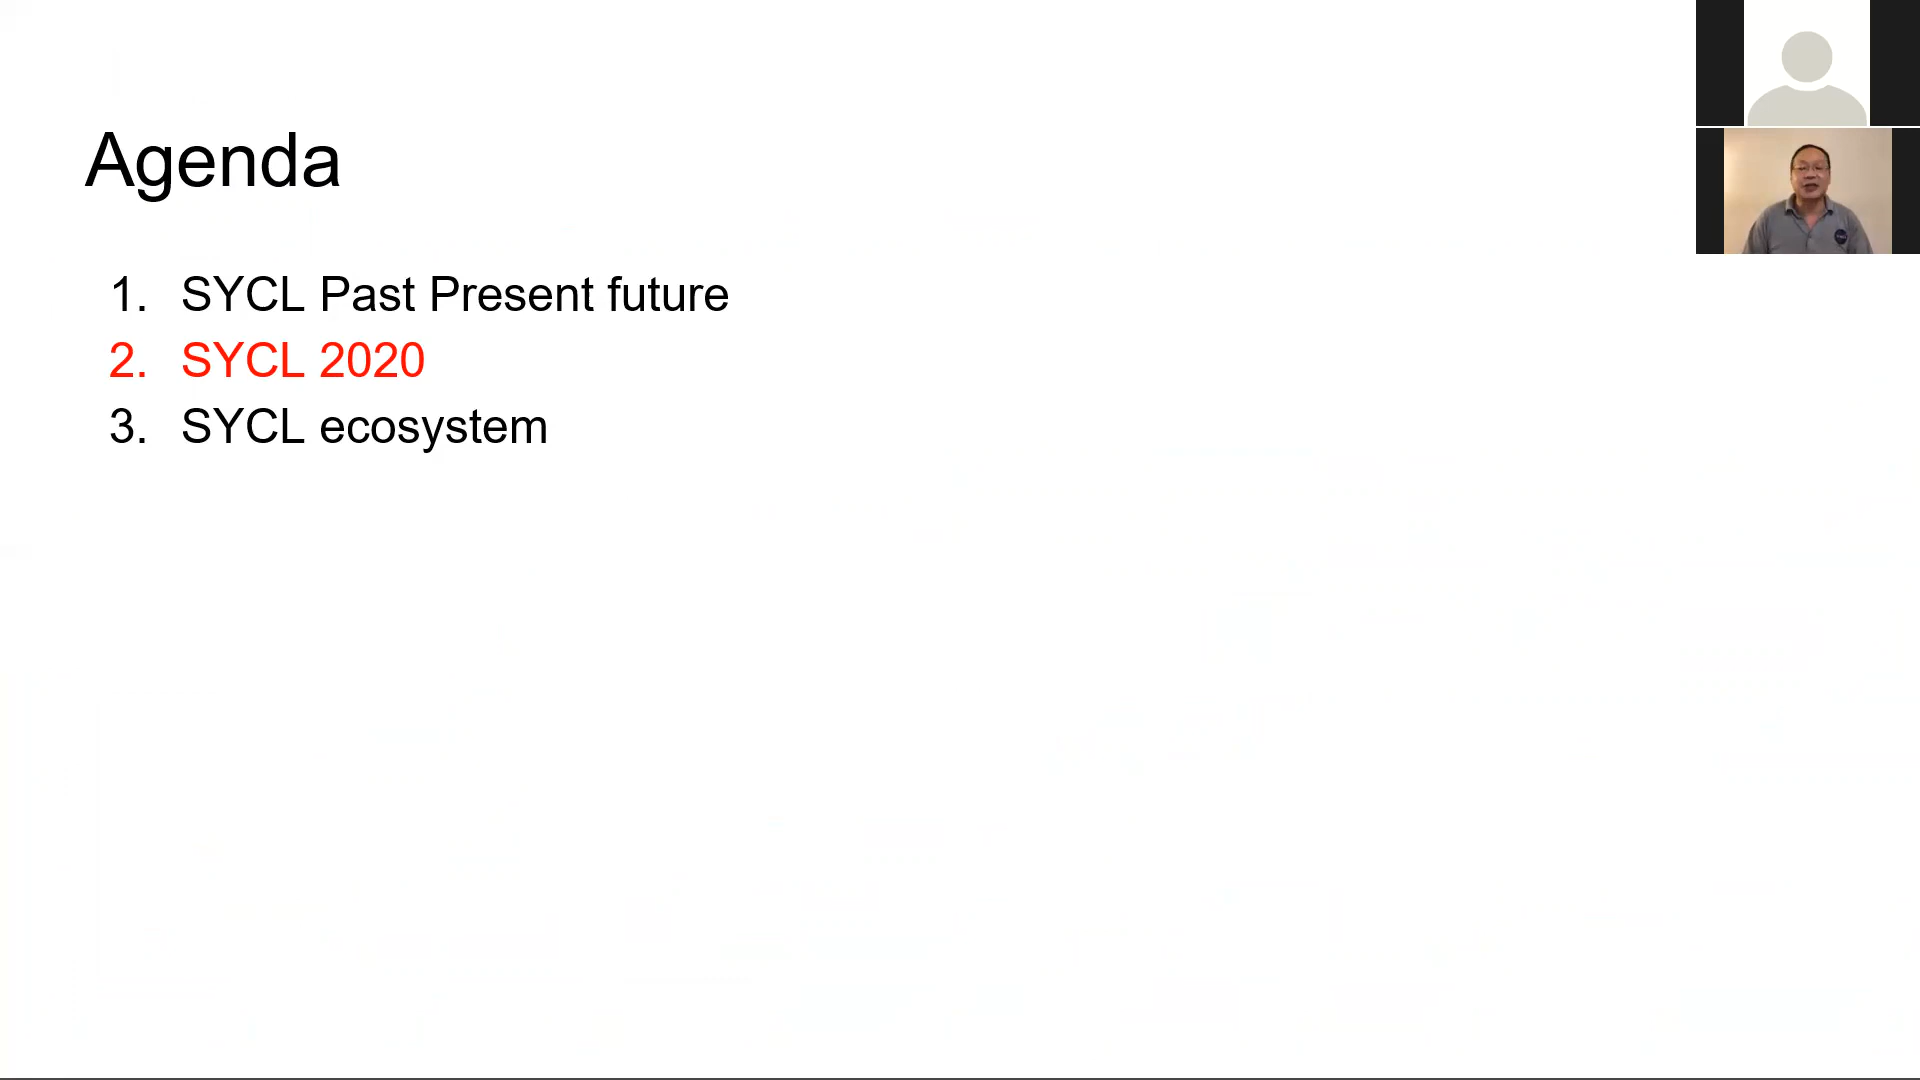 Agenda
1. SYCL Past Present future
2. SYCL 2020
3. SYCL ecosystem